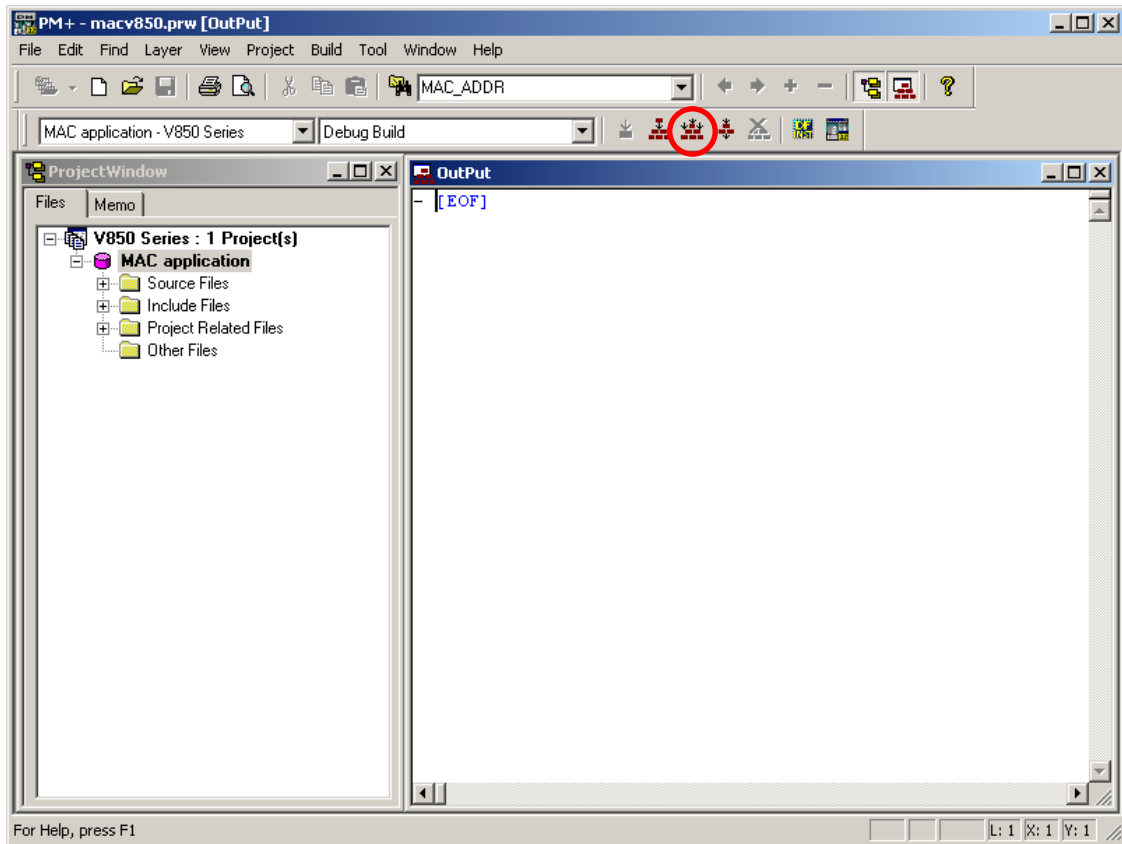 PM+ - macv850.prw [OutPut]
File Edit Find Layer View Project Build Tool Window Help
MAC_ADDR
MAC application - V850 Series Debug Build
ProjectWindow
Files Memo
V850 Series : 1 Project(s)
MAC application
Source Files
Include Files
Project Related Files
Other Files
OutPut
[EOF]
For Help, press F1 L: 1 X: 1 Y: 1